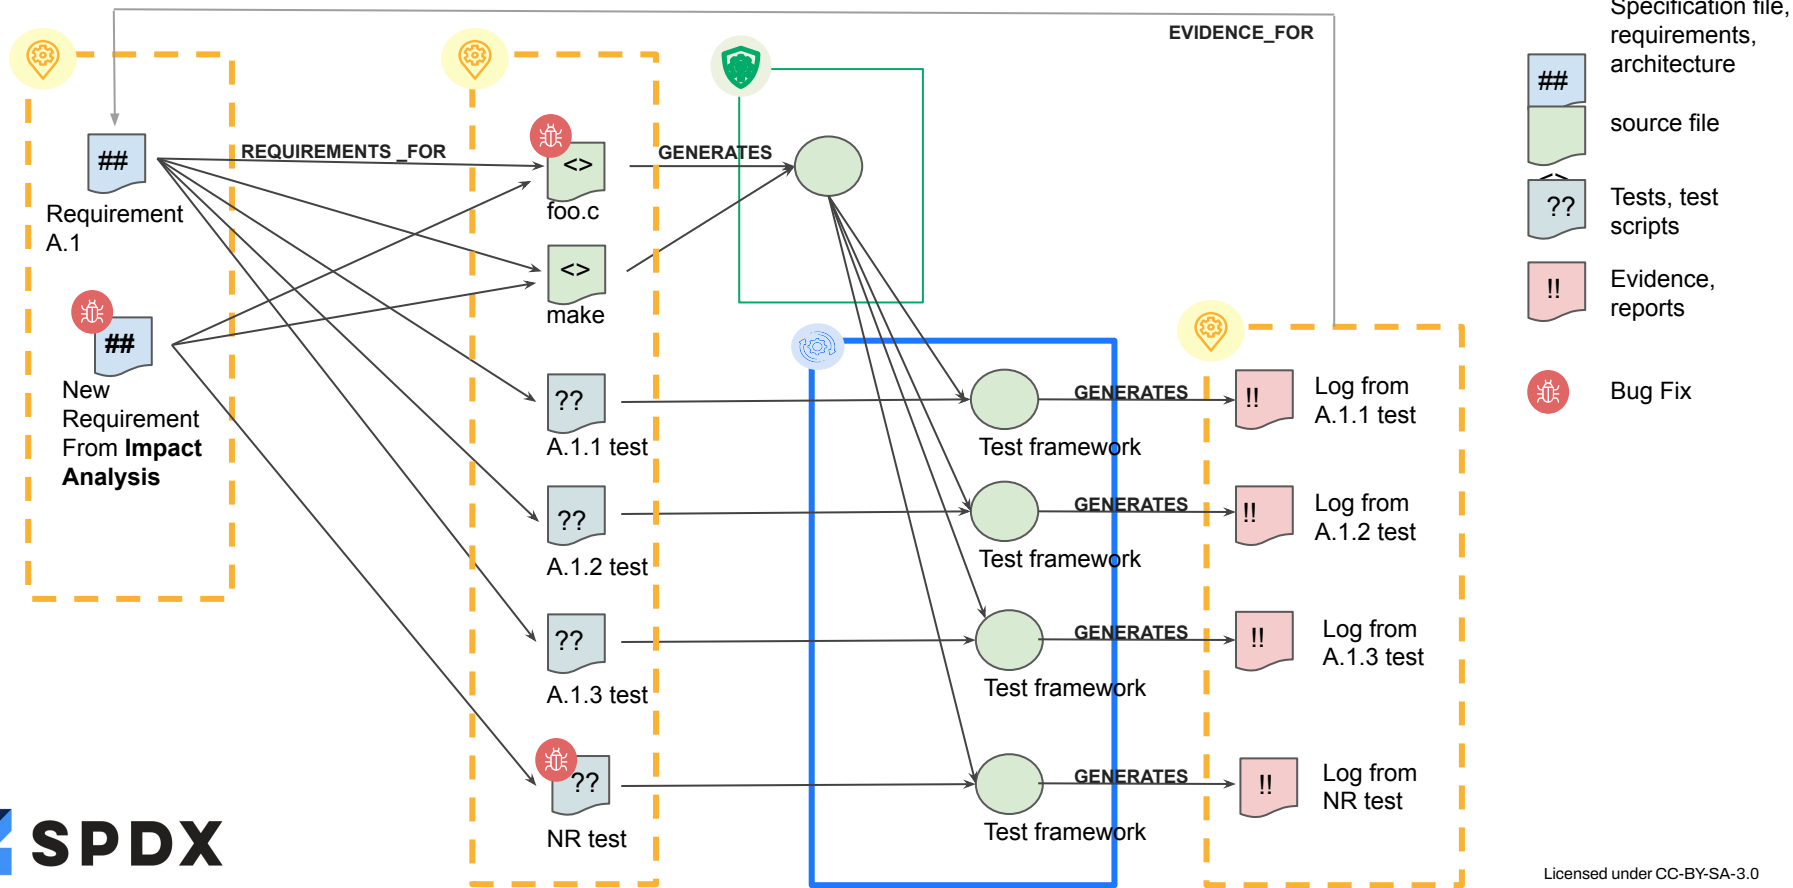 EVIDENCE_FOR
Specification file,
requirements,
architecture
##
source file
<>
??
Tests, test
scripts
!!
Evidence,
reports
Bug Fix
##
Requirement
A.1
REQUIREMENTS _FOR
<>
foo.c
GENERATES
<>
make
##
New
Requirement
From Impact
Analysis
??
A.1.1 test
Test framework
GENERATES
!!
Log from
A.1.1 test
??
A.1.2 test
Test framework
GENERATES
!!
Log from
A.1.2 test
??
A.1.3 test
Test framework
GENERATES
!!
Log from
A.1.3 test
??
NR test
Test framework
GENERATES
!!
Log from
NR test
SPDX
Licensed under CC-BY-SA-3.0